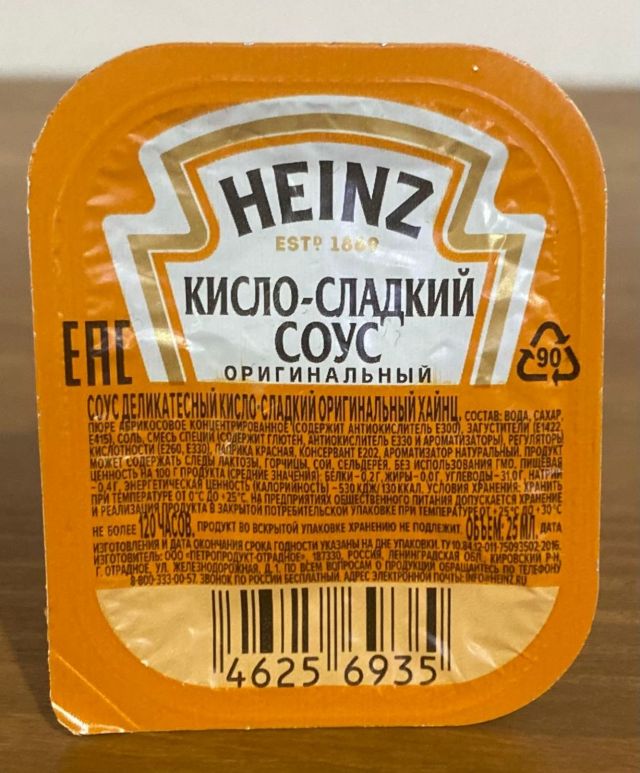 HEINZ
ESTD 1869
КИСЛО-СЛАДКИЙ
СОУС
ОРИГИНАЛЬНЫЙ
EAC
90
СОУС ДЕЛИКАТЕСНЫЙ КИСЛО-СЛАДКИЙ ОРИГИНАЛЬНЫЙ ХАЙНЦ. СОСТАВ: ВОДА, САХАР,
ПЮРЕ АБРИКОСОВОЕ КОНЦЕНТРИРОВАННОЕ (СОДЕРЖИТ АНТИОКИСЛИТЕЛЬ Е300), ЗАГУСТИТЕЛИ (Е1422,
Е415), СОЛЬ, СМЕСЬ СПЕЦИЙ (СОДЕРЖИТ ГЛЮТЕН, АНТИОКИСЛИТЕЛЬ Е330 И АРОМАТИЗАТОРЫ), РЕГУЛЯТОРЫ
КИСЛОТНОСТИ (Е260, Е330), ПАПРИКА КРАСНАЯ, КОНСЕРВАНТ Е202, АРОМАТИЗАТОР НАТУРАЛЬНЫЙ. ПРОДУКТ
МОЖЕТ СОДЕРЖАТЬ СЛЕДЫ ЛАКТОЗЫ, ГОРЧИЦЫ, СОИ, СЕЛЬДЕРЕЯ. БЕЗ ИСПОЛЬЗОВАНИЯ ГМО. ПИЩЕВАЯ
ЦЕННОСТЬ НА 100 Г ПРОДУКТА (СРЕДНИЕ ЗНАЧЕНИЯ): БЕЛКИ - 0,2 Г, ЖИРЫ - 0,0 Г, УГЛЕВОДЫ - 31,0 Г, НАТРИЙ
- 0,4 Г. ЭНЕРГЕТИЧЕСКАЯ ЦЕННОСТЬ (КАЛОРИЙНОСТЬ) - 530 КДЖ/130 ККАЛ. УСЛОВИЯ ХРАНЕНИЯ: ХРАНИТЬ
ПРИ ТЕМПЕРАТУРЕ ОТ 0°С ДО +25°С. НА ПРЕДПРИЯТИЯХ ОБЩЕСТВЕННОГО ПИТАНИЯ ДОПУСКАЕТСЯ ХРАНЕНИЕ
И РЕАЛИЗАЦИЯ ПРОДУКТА В ЗАКРЫТОЙ ПОТРЕБИТЕЛЬСКОЙ УПАКОВКЕ ПРИ ТЕМПЕРАТУРЕ ОТ +25°С ДО +30°С
НЕ БОЛЕЕ 120 ЧАСОВ. ПРОДУКТ ВО ВСКРЫТОЙ УПАКОВКЕ ХРАНЕНИЮ НЕ ПОДЛЕЖИТ. ОБЪЕМ: 25 МЛ. ДАТА
ИЗГОТОВЛЕНИЯ И ДАТА ОКОНЧАНИЯ СРОКА ГОДНОСТИ УКАЗАНЫ НА ДНЕ УПАКОВКИ. ТУ 10.84.12-011-75093502-2016.
ИЗГОТОВИТЕЛЬ: ООО «ПЕТРОПРОДУКТ-ОТРАДНОЕ», 187330, РОССИЯ, ЛЕНИНГРАДСКАЯ ОБЛ., КИРОВСКИЙ Р-Н,
Г. ОТРАДНОЕ, УЛ. ЖЕЛЕЗНОДОРОЖНАЯ, Д. 1. ПО ВСЕМ ВОПРОСАМ О ПРОДУКЦИИ ОБРАЩАЙТЕСЬ ПО ТЕЛЕФОНУ
8-800-333-00-57. ЗВОНОК ПО РОССИИ БЕСПЛАТНЫЙ. АДРЕС ЭЛЕКТРОННОЙ ПОЧТЫ: INFO@HEINZ.RU
4625 6935